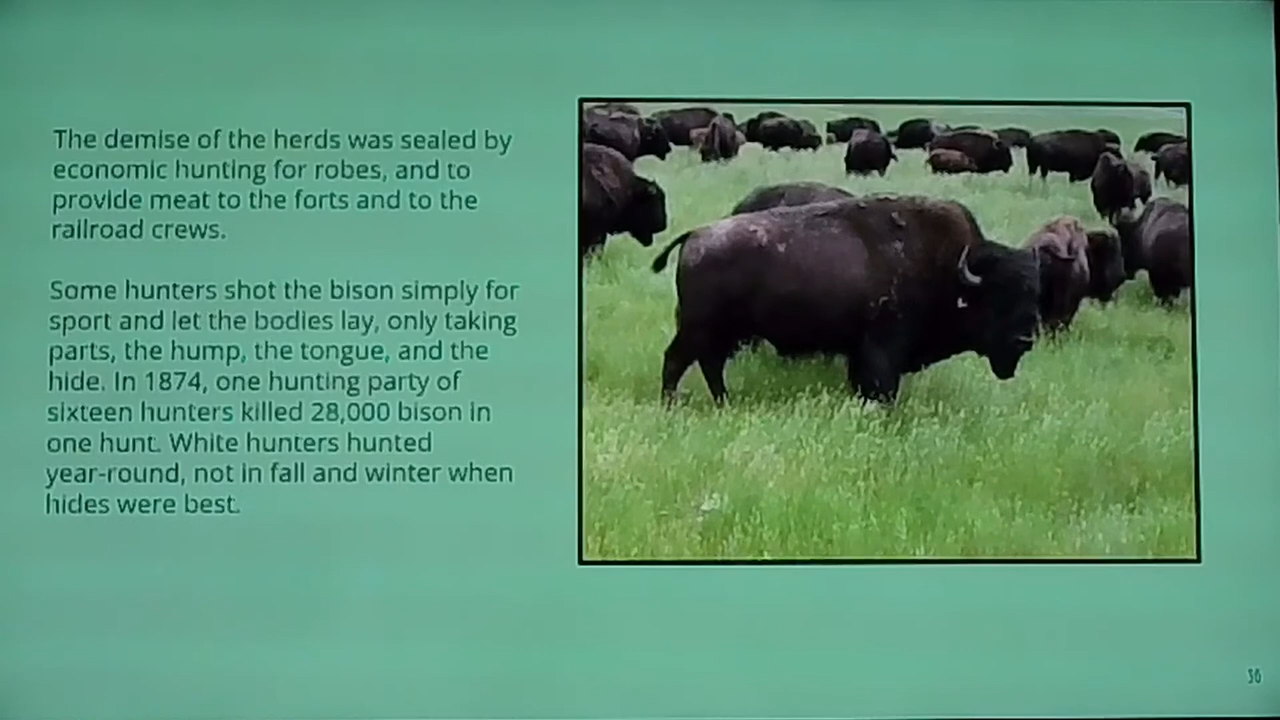 The demise of the herds was sealed by
economic hunting for robes, and to
provide meat to the forts and to the
railroad crews.
Some hunters shot the bison simply for
sport and let the bodies lay, only taking
parts, the hump, the tongue, and the
hide. In 1874, one hunting party of
sixteen hunters killed 28,000 bison in
one hunt. White hunters hunted
year-round, not in fall and winter when
hides were best.
36